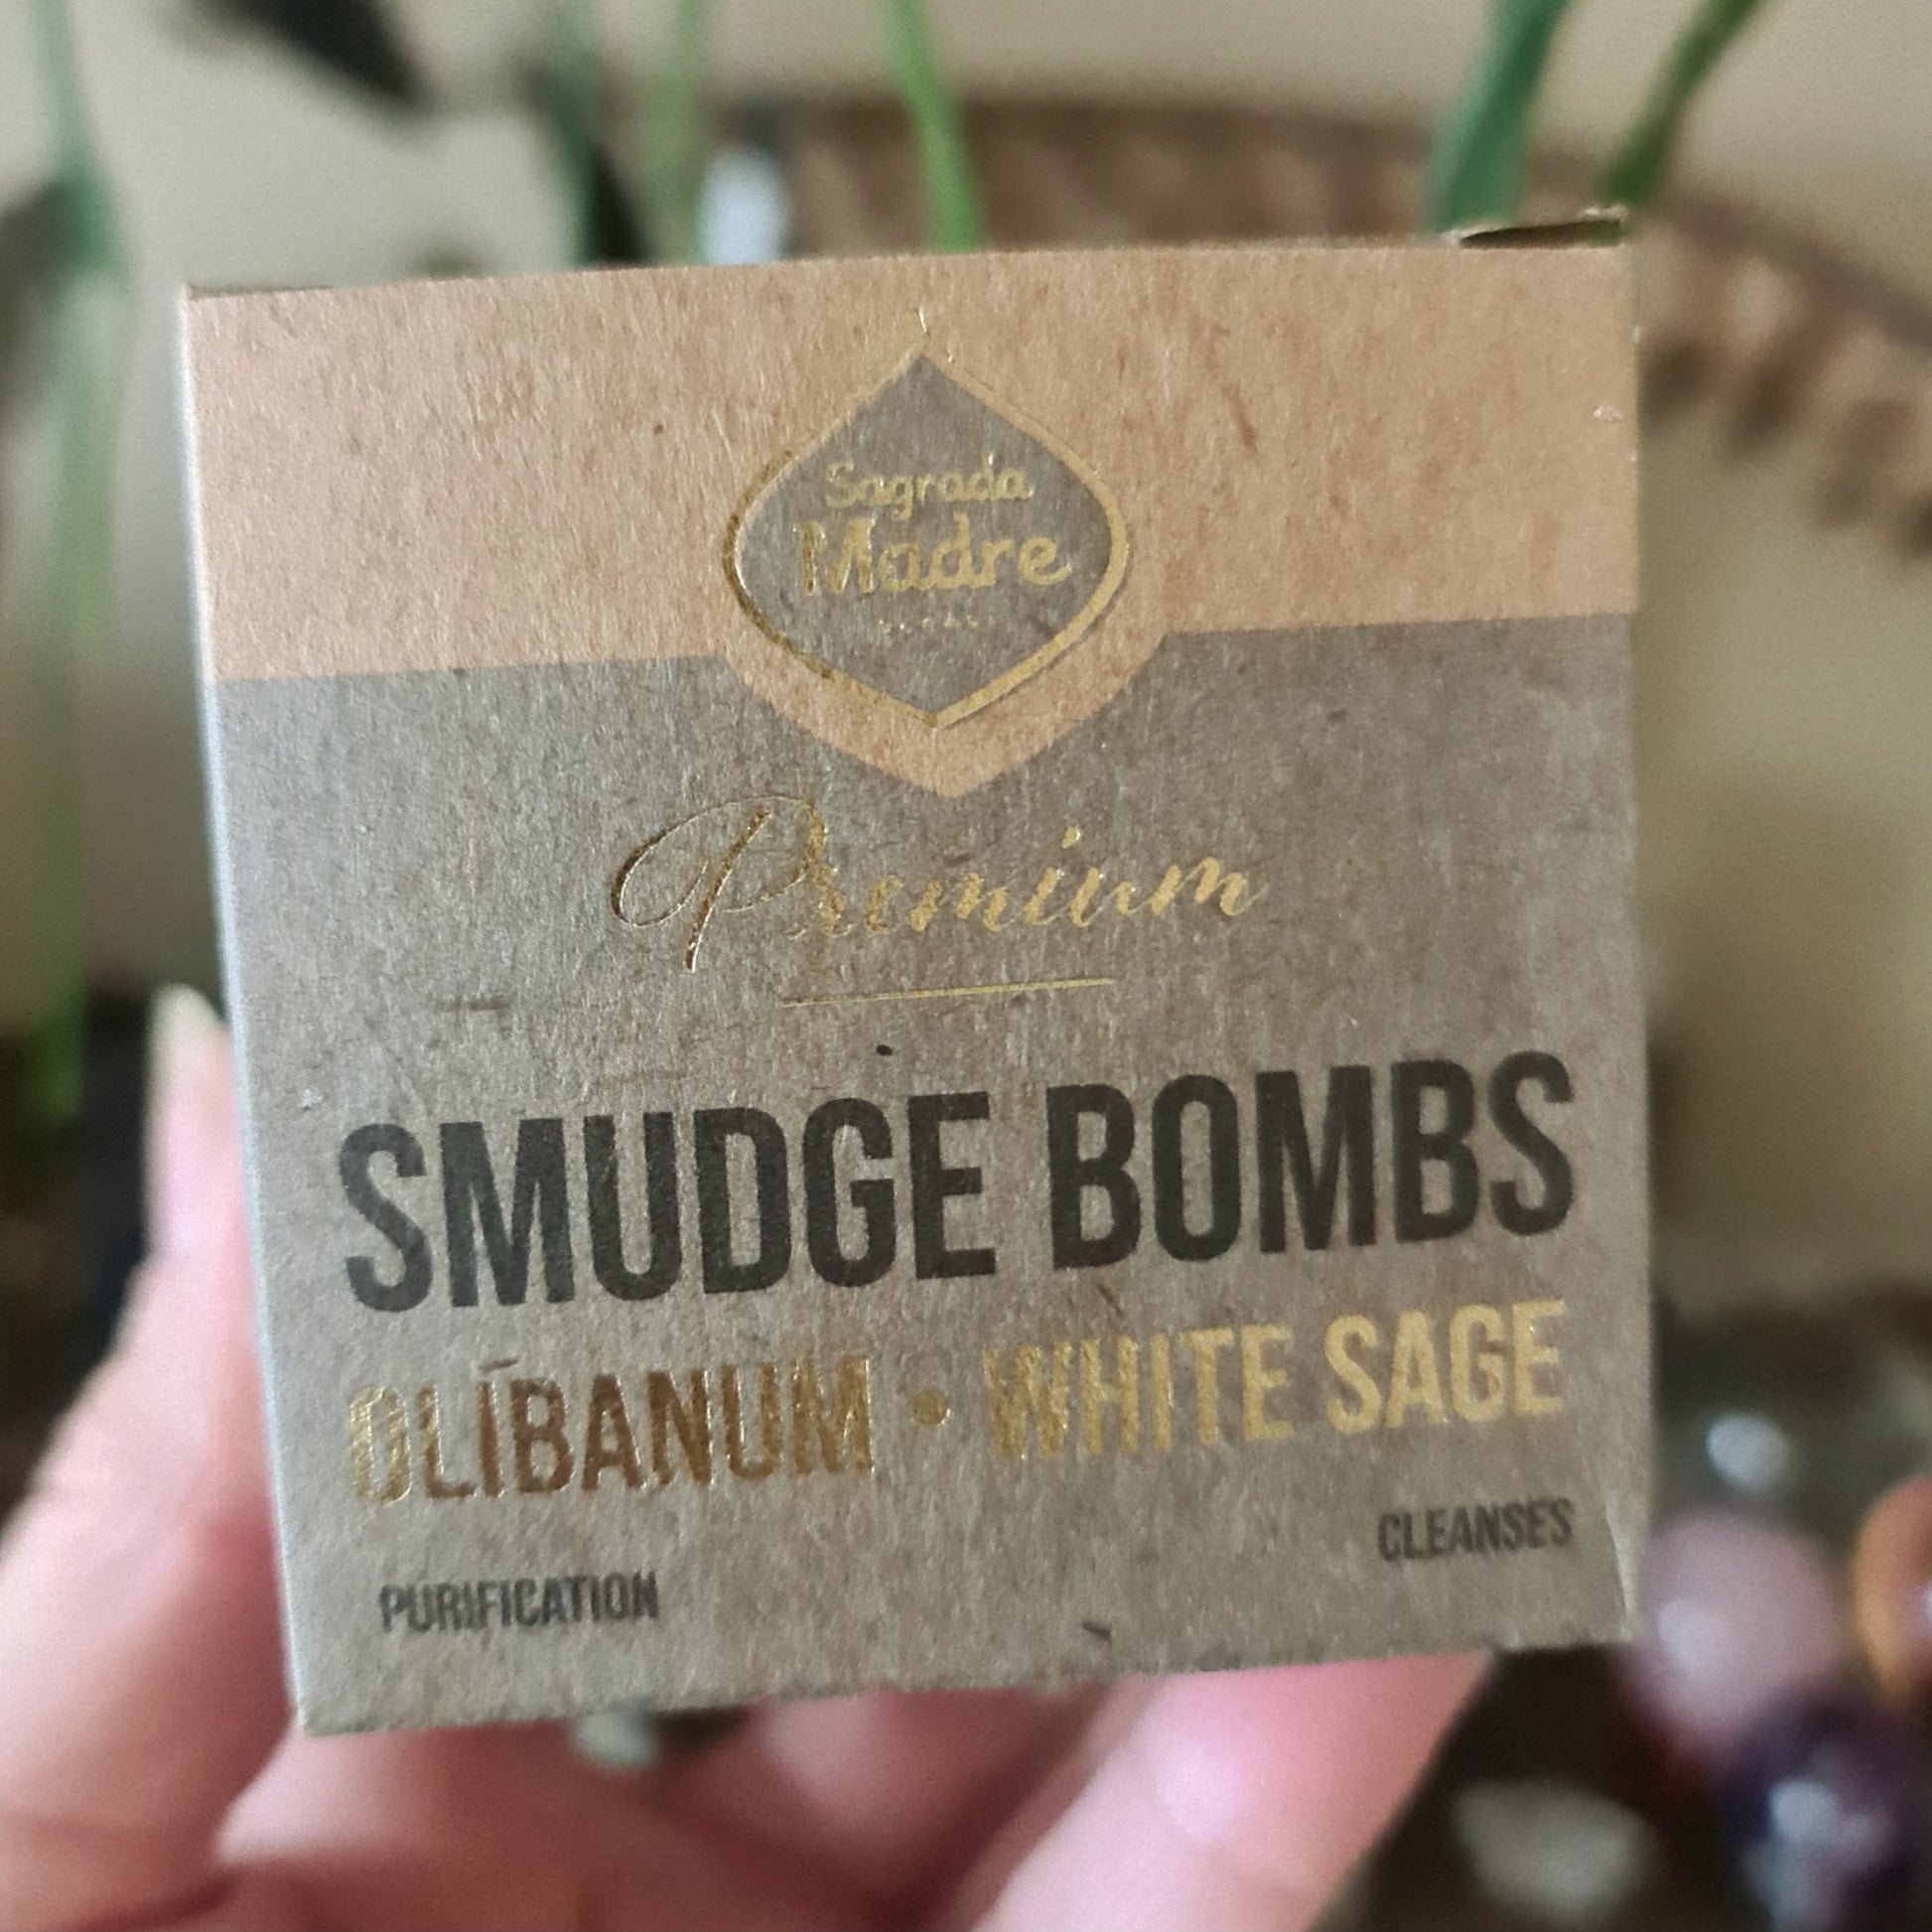 Sagrada
Madre
Premium
SMUDGE BOMBS
OLÍBANUM • WHITE SAGE
PURIFICATION
CLEANSES